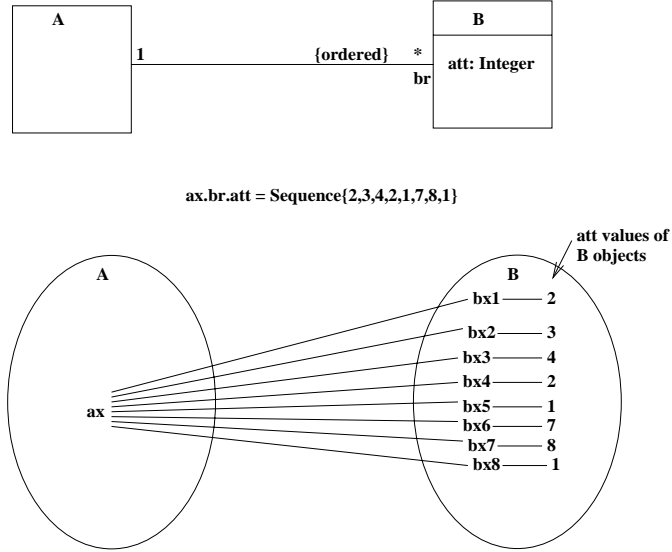 A
B
1
{ordered}
*
att: Integer
br
ax.br.att = Sequence{2,3,4,2,1,7,8,1}
att values of
B objects
A
B
bx1 2
bx2 3
bx3 4
bx4 2
ax
bx5 1
bx6 7
bx7 8
bx8 1